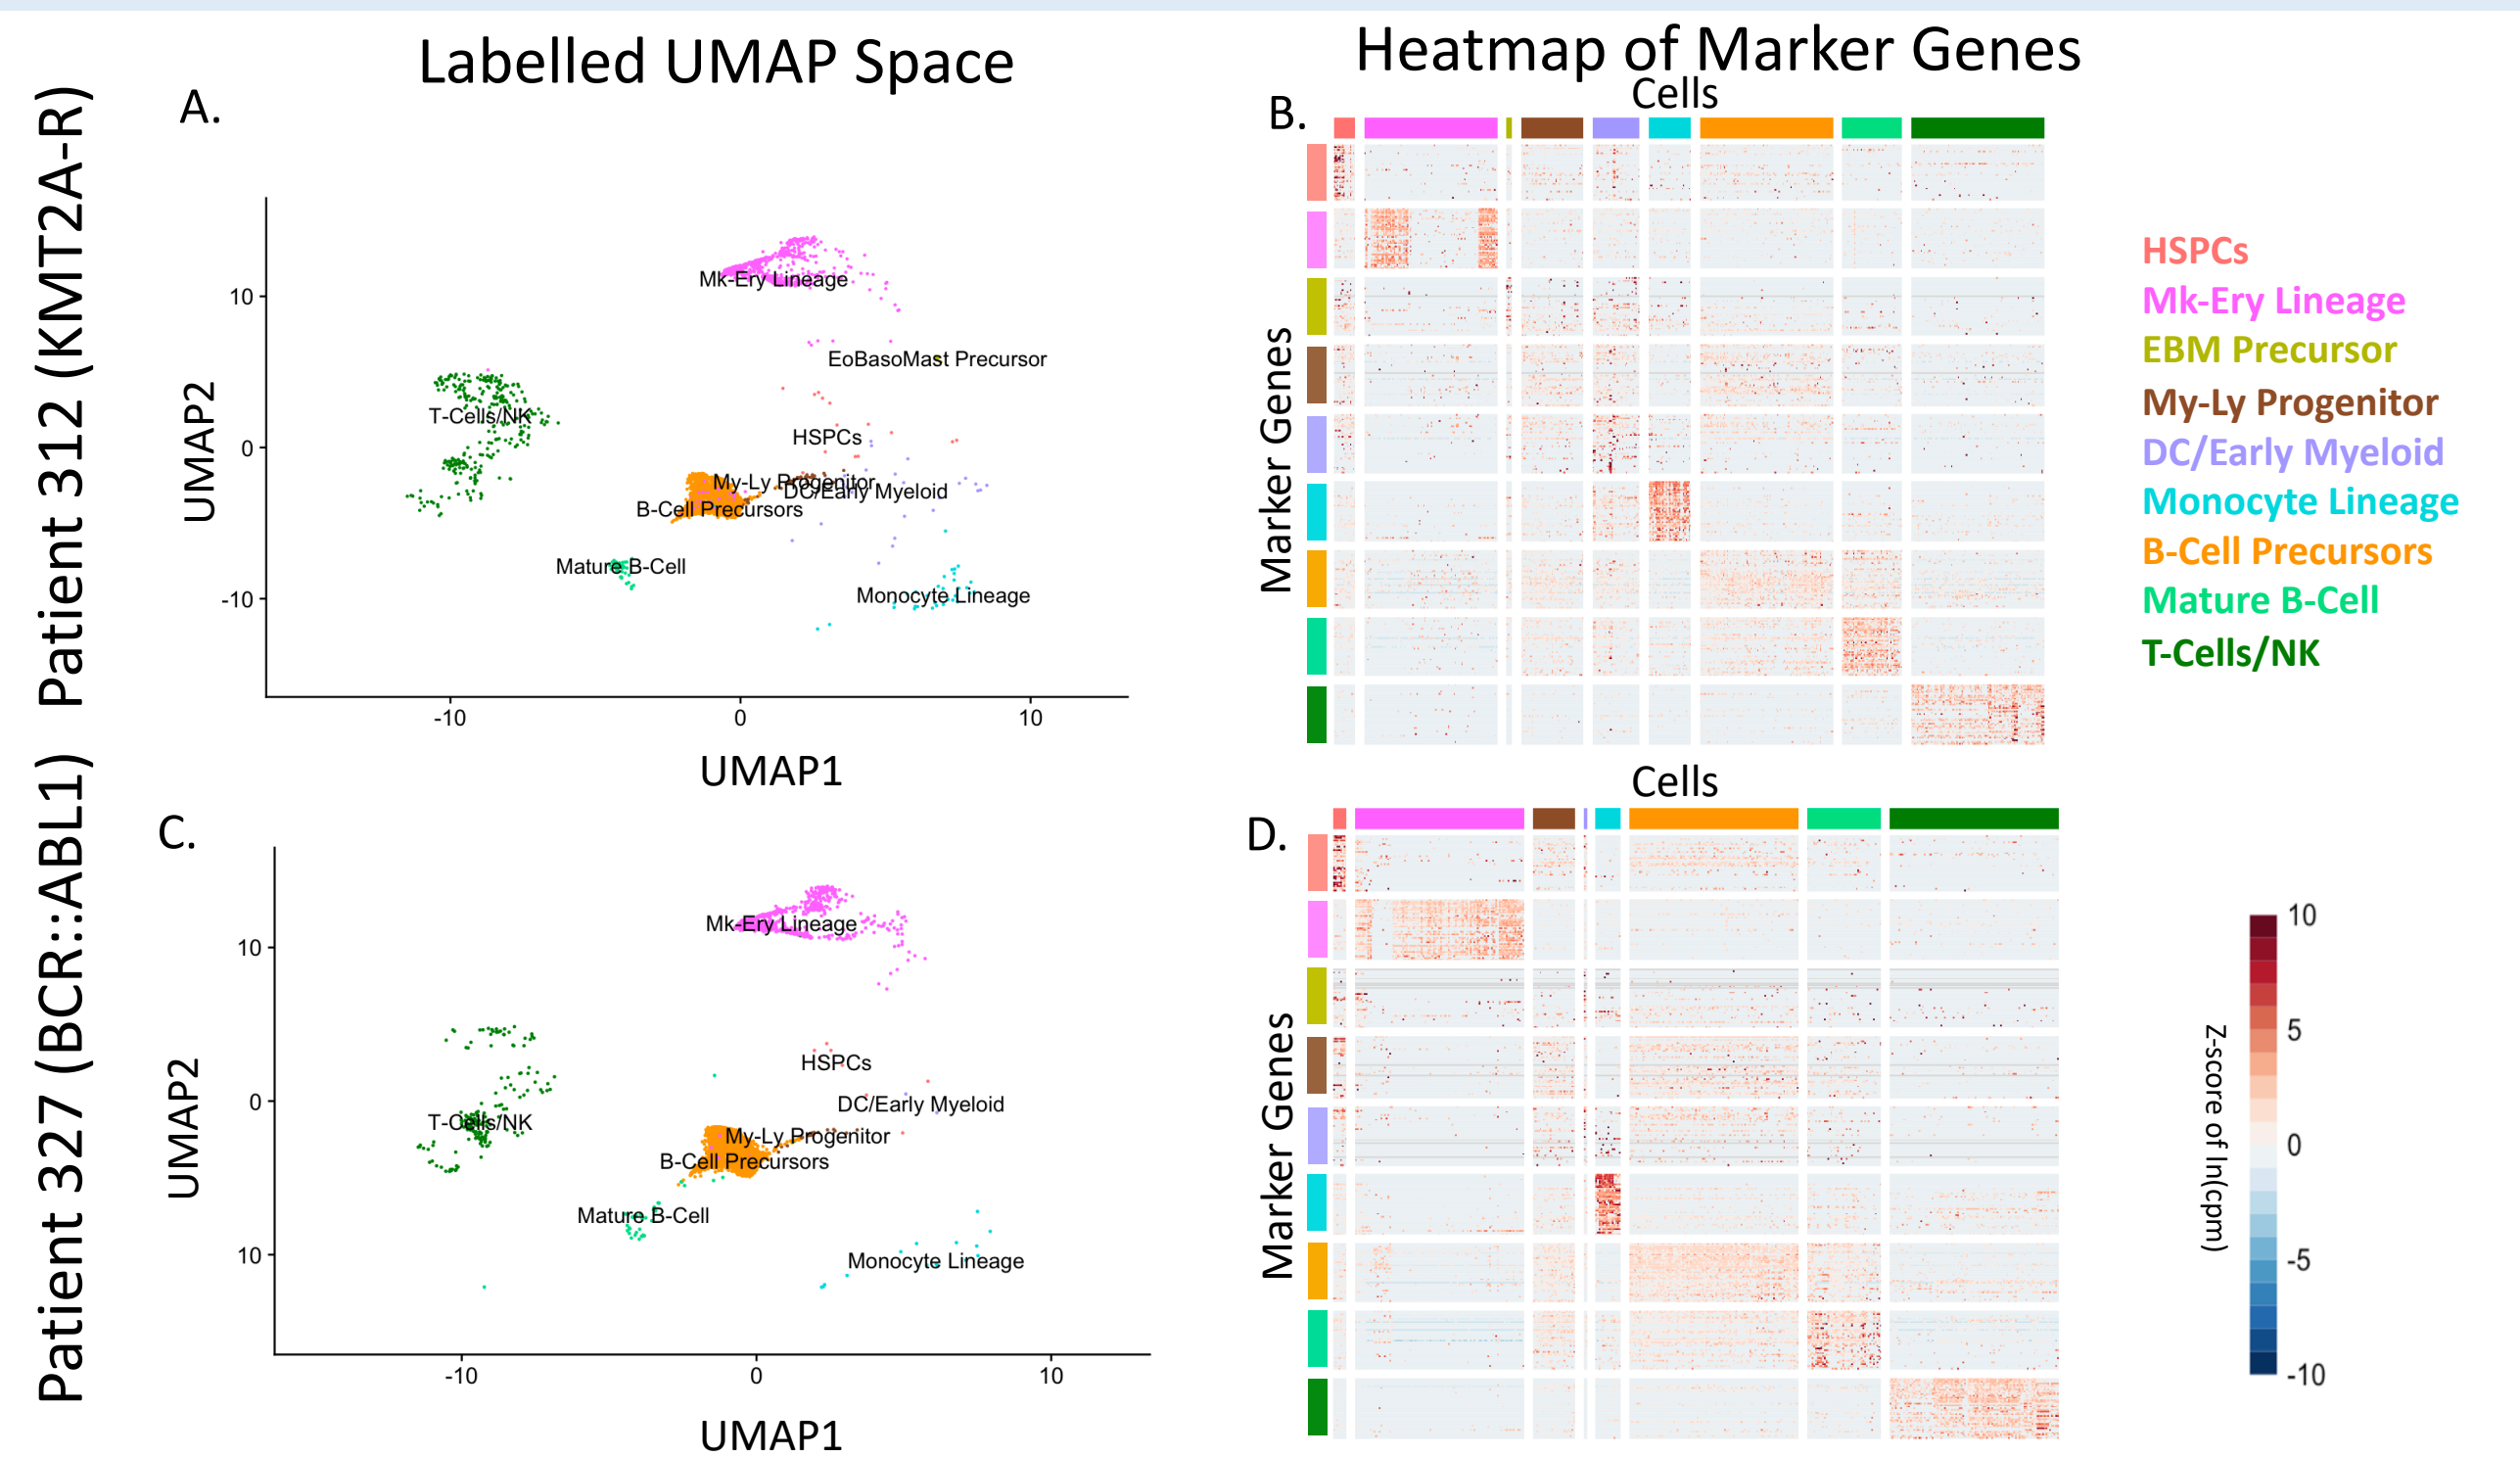 Labelled UMAP Space
Heatmap of Marker Genes
Patient 312 (KMT2A-R)
A.
UMAP2
10
0
-10
Mk-Ery Lineage
EoBasoMast Precursor
T-Cells/NK
HSPCs
My-Ly Progenitor
DC/Early Myeloid
B-Cell Precursors
Mature B-Cell
Monocyte Lineage
-10
0
10
UMAP1
B.
Cells
Marker Genes
HSPCs
Mk-Ery Lineage
EBM Precursor
My-Ly Progenitor
DC/Early Myeloid
Monocyte Lineage
B-Cell Precursors
Mature B-Cell
T-Cells/NK
Patient 327 (BCR::ABL1)
C.
UMAP2
10
0
10
Mk-Ery Lineage
HSPCs
DC/Early Myeloid
T-Cells/NK
My-Ly Progenitor
B-Cell Precursors
Mature B-Cell
Monocyte Lineage
-10
0
10
UMAP1
D.
Cells
Marker Genes
Z-score of ln(cpm)
10
5
0
-5
-10